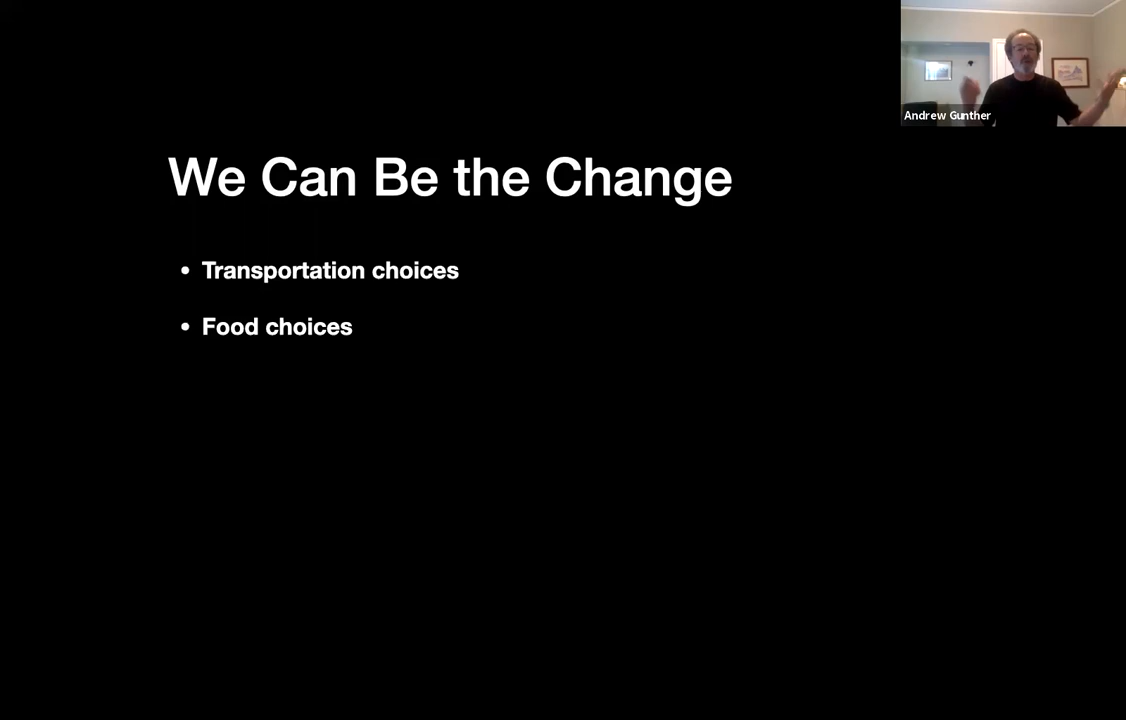 Andrew Gunther
We Can Be the Change
• Transportation choices
• Food choices